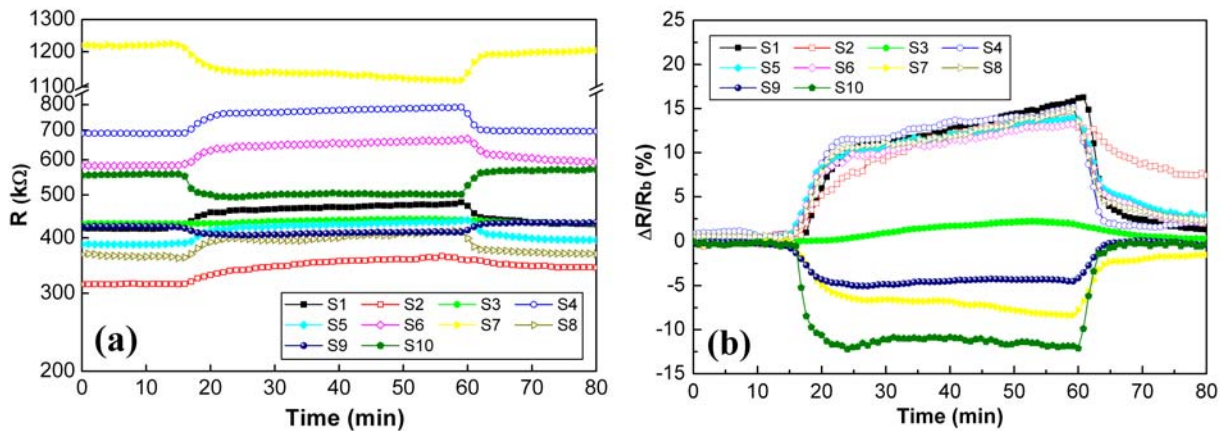 R (kΩ)
1200
1100
800
700
600
500
400
300
200
S1 S2 S3 S4
S5 S6 S7 S8
S9 S10
(a)
0 10 20 30 40 50 60 70 80
Time (min)
ΔR/Rb (%)
25
20
15
10
5
0
-5
-10
-15
S1 S2 S3 S4
S5 S6 S7 S8
S9 S10
(b)
0 10 20 30 40 50 60 70 80
Time (min)